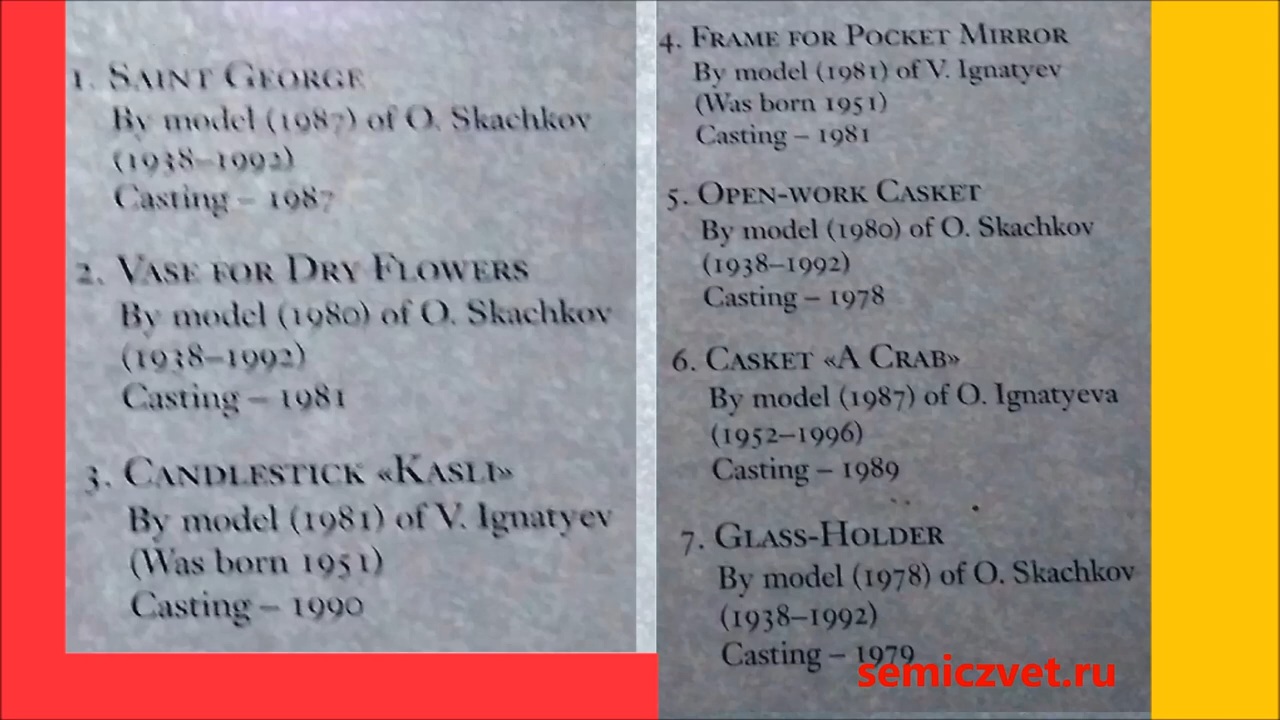 1. Saint George
By model (1987) of O. Skachkov
(1938–1992)
Casting – 1987
2. Vase for Dry Flowers
By model (1980) of O. Skachkov
(1938–1992)
Casting – 1981
3. Candlestick «Kasli»
By model (1981) of V. Ignatyev
(Was born 1951)
Casting – 1990
4. Frame for Pocket Mirror
By model (1981) of V. Ignatyev
(Was born 1951)
Casting – 1981
5. Open-work Casket
By model (1980) of O. Skachkov
(1938–1992)
Casting – 1978
6. Casket «A Crab»
By model (1987) of O. Ignatyeva
(1952–1996)
Casting – 1989
7. Glass-Holder
By model (1978) of O. Skachkov
(1938–1992)
Casting – 1979
semiczvet.ru